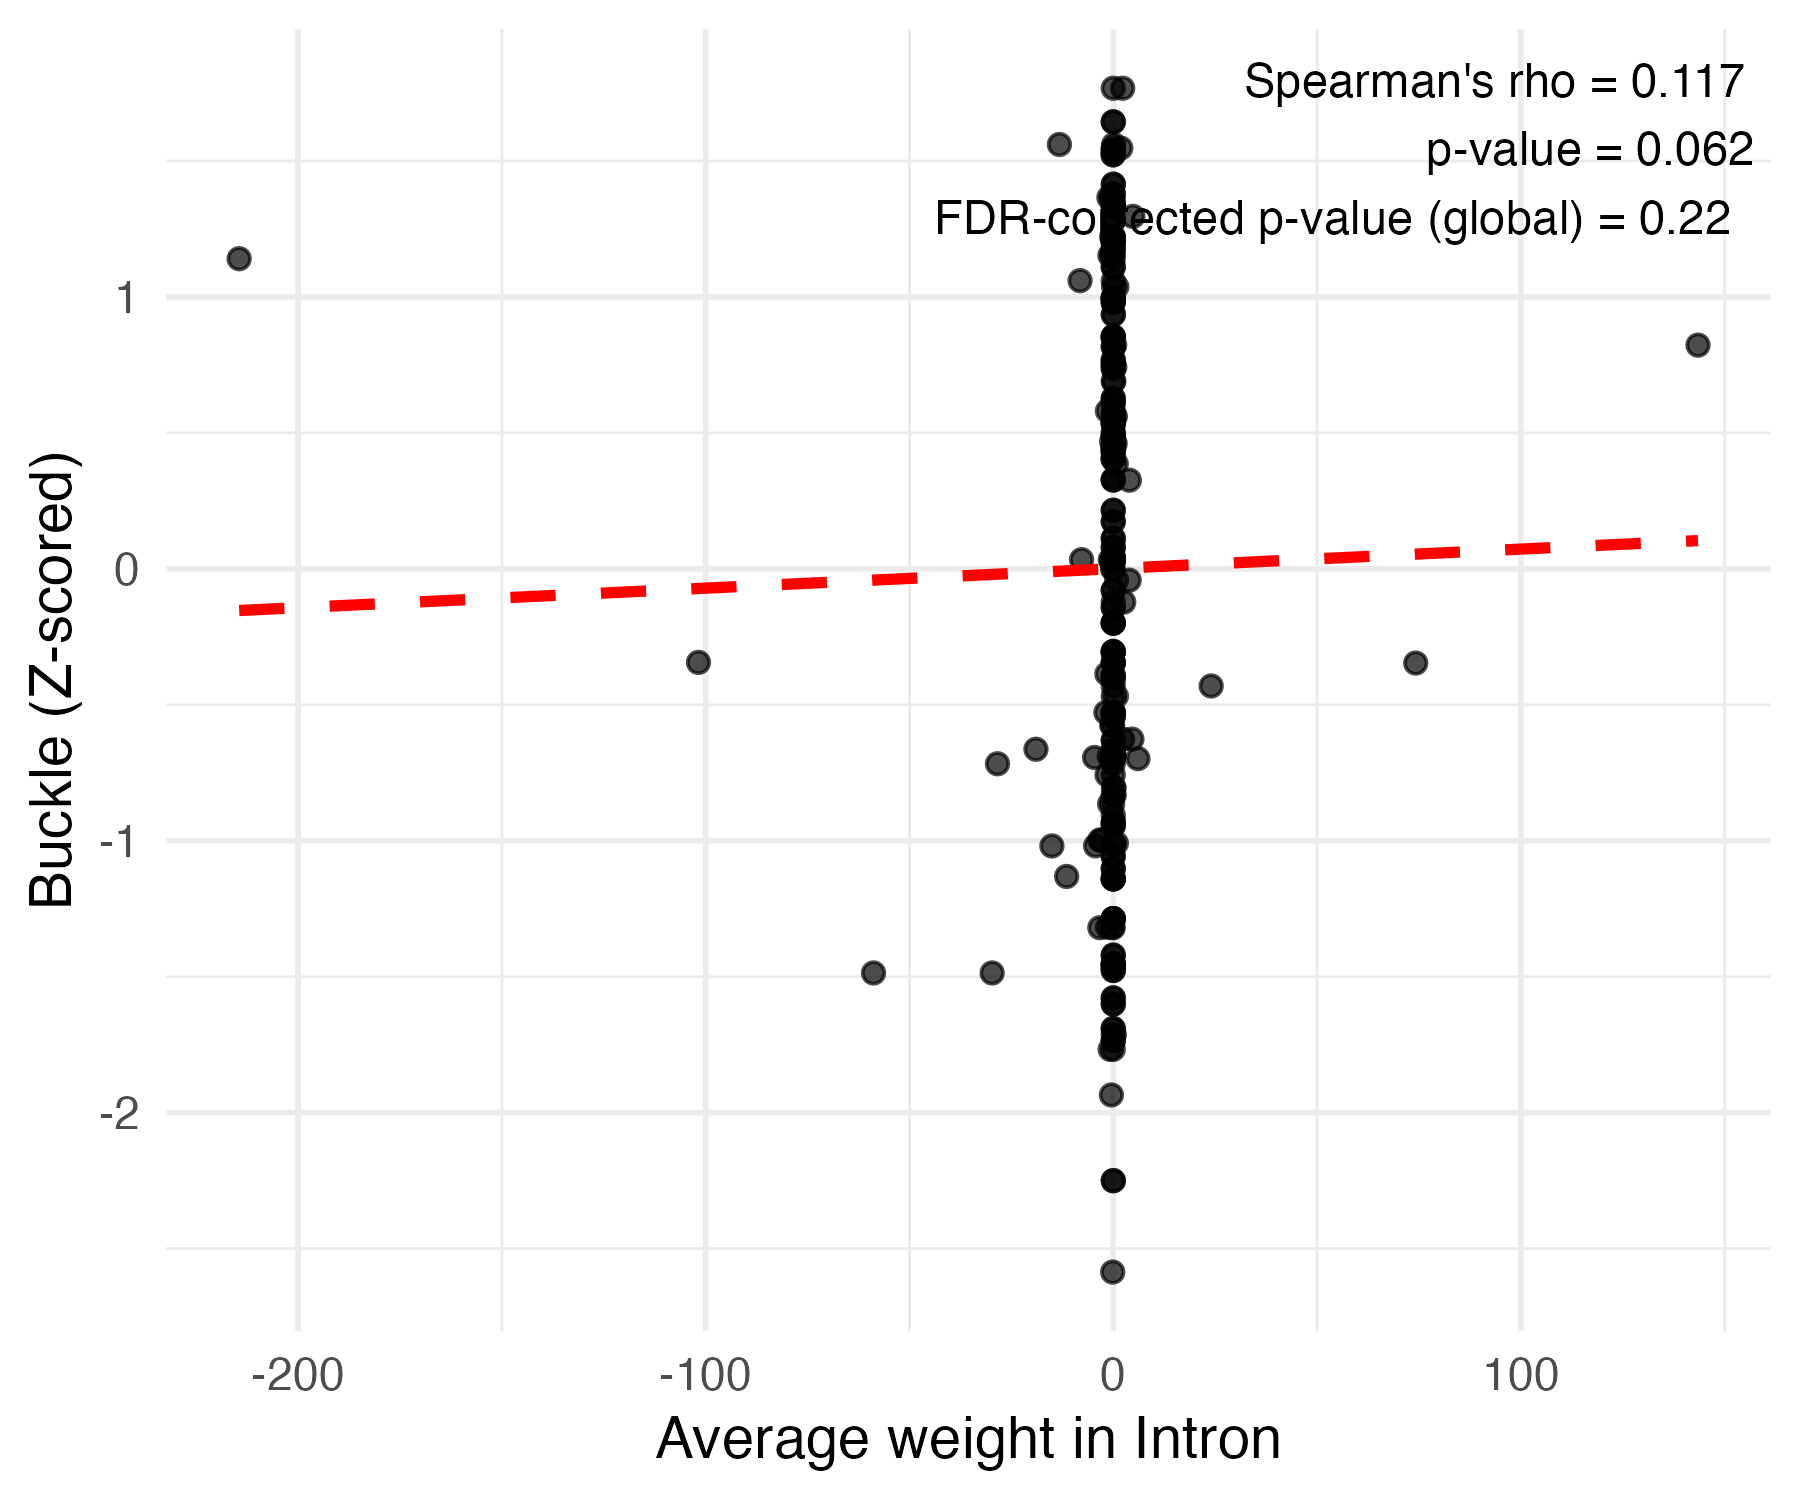 Spearman's rho = 0.117
p-value = 0.062
FDR-corrected p-value (global) = 0.22
Buckle (Z-scored)
1
0
-1
-2
-200
-100
0
100
Average weight in Intron